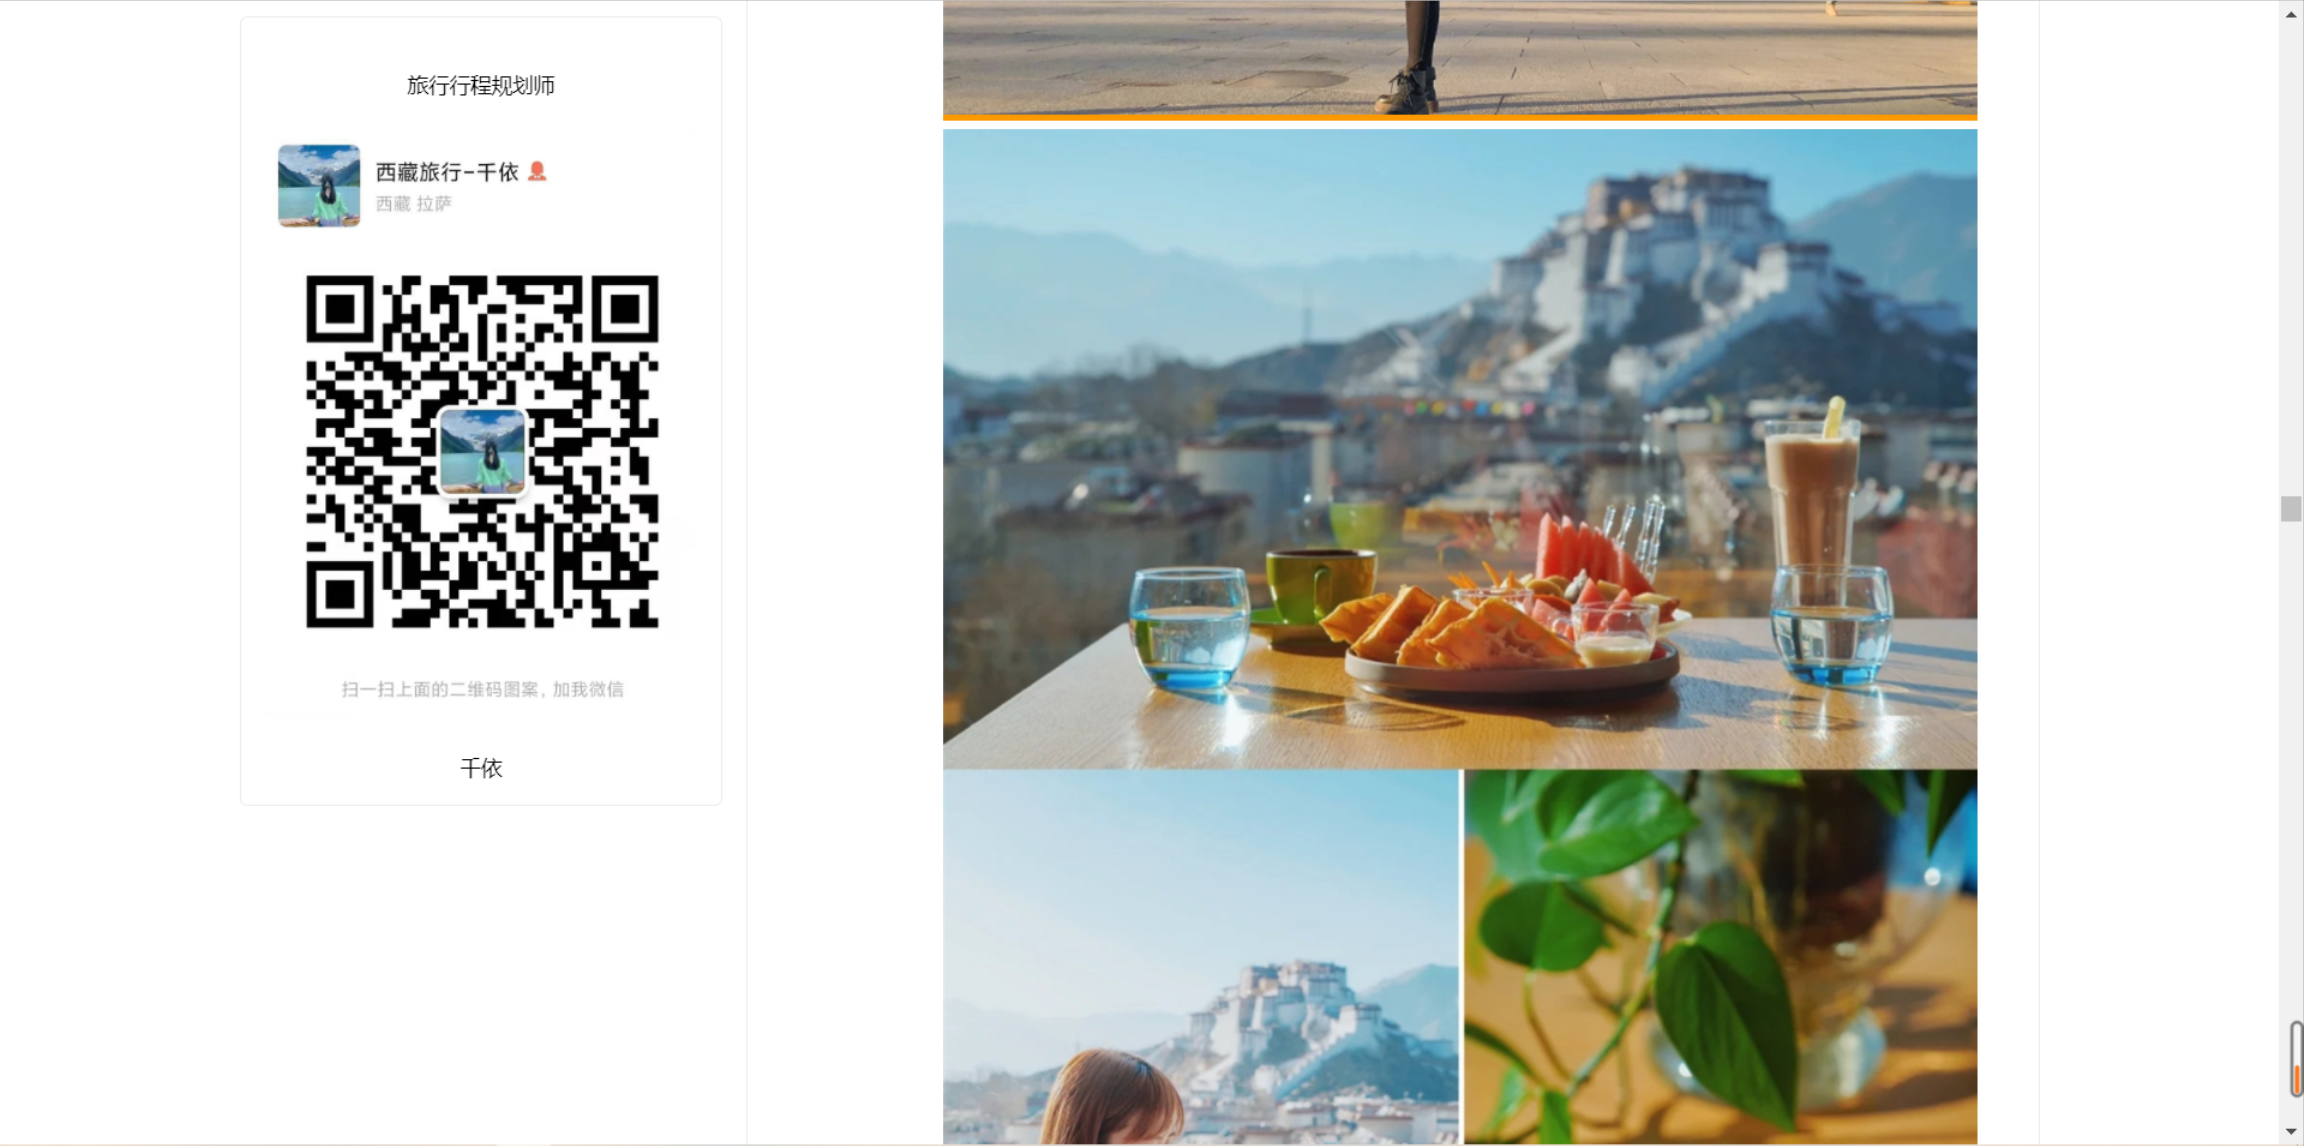 旅行行程规划师
西藏旅行-千依
西藏 拉萨
扫一扫上面的二维码图案，加我微信
千依